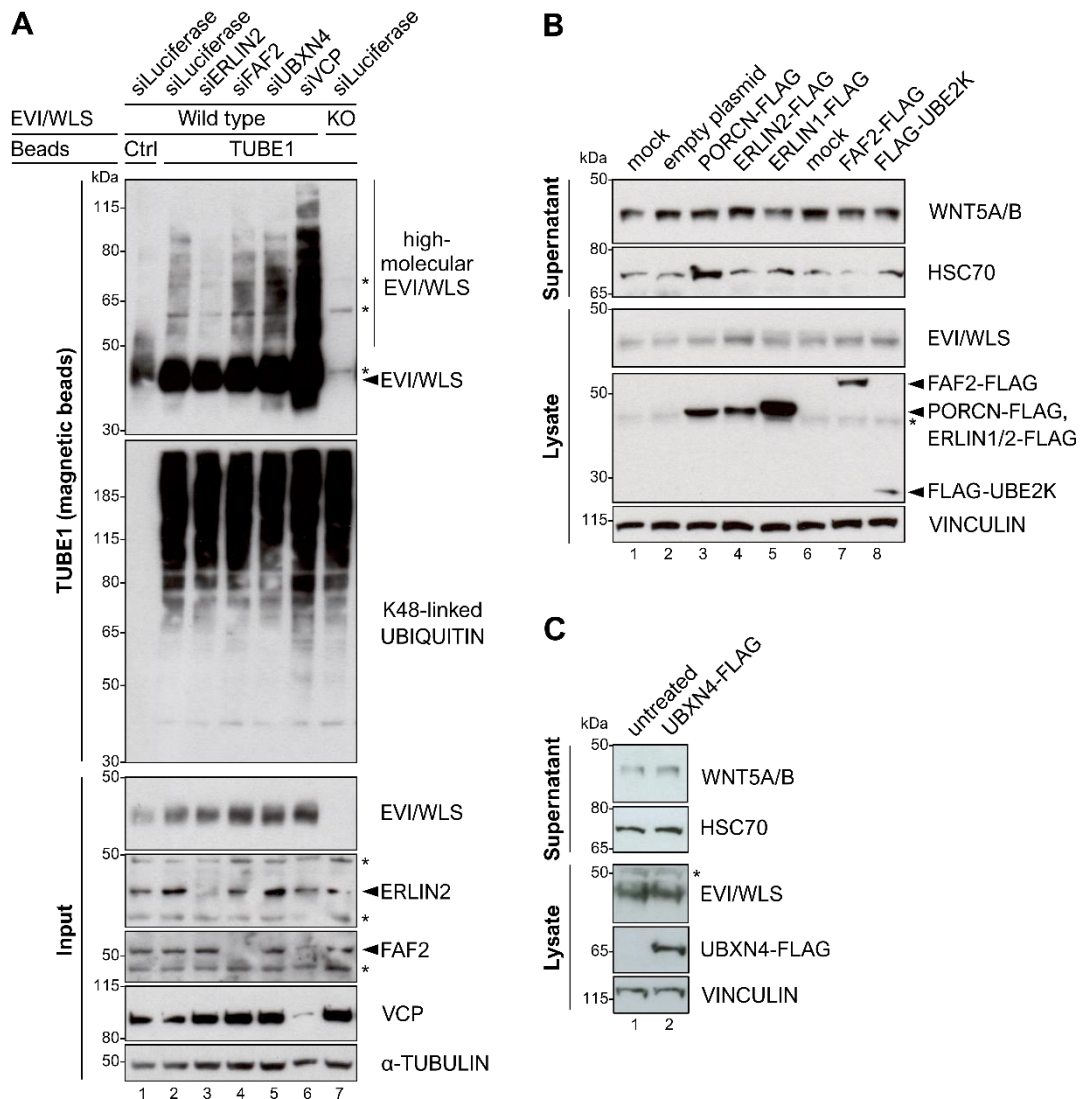 A
siLuciferase siLuciferase siERLIN2 siFAF2 siUBXN4 siVCP siLuciferase
EVI/WLS Wild type KO
Beads Ctrl TUBE1
kDa
115
80
65
50
30
high-
molecular
EVI/WLS
*
*
*
EVI/WLS
TUBE1 (magnetic beads)
185
115
80
65
50
30
K48-linked
UBIQUITIN
Input
50
EVI/WLS
50
*
ERLIN2
*
50
FAF2
*
115
VCP
80
50
α-TUBULIN
1 2 3 4 5 6 7
B
mock empty plasmid PORCN-FLAG ERLIN2-FLAG ERLIN1-FLAG mock FAF2-FLAG FLAG-UBE2K
kDa
Supernatant
50
WNT5A/B
80
HSC70
65
Lysate
50
EVI/WLS
50
FAF2-FLAG
PORCN-FLAG,
*
ERLIN1/2-FLAG
30
FLAG-UBE2K
115
VINCULIN
1 2 3 4 5 6 7 8
C
untreated UBXN4-FLAG
kDa
Supernatant
50
WNT5A/B
80
HSC70
65
Lysate
50
*
EVI/WLS
65
UBXN4-FLAG
115
VINCULIN
1 2